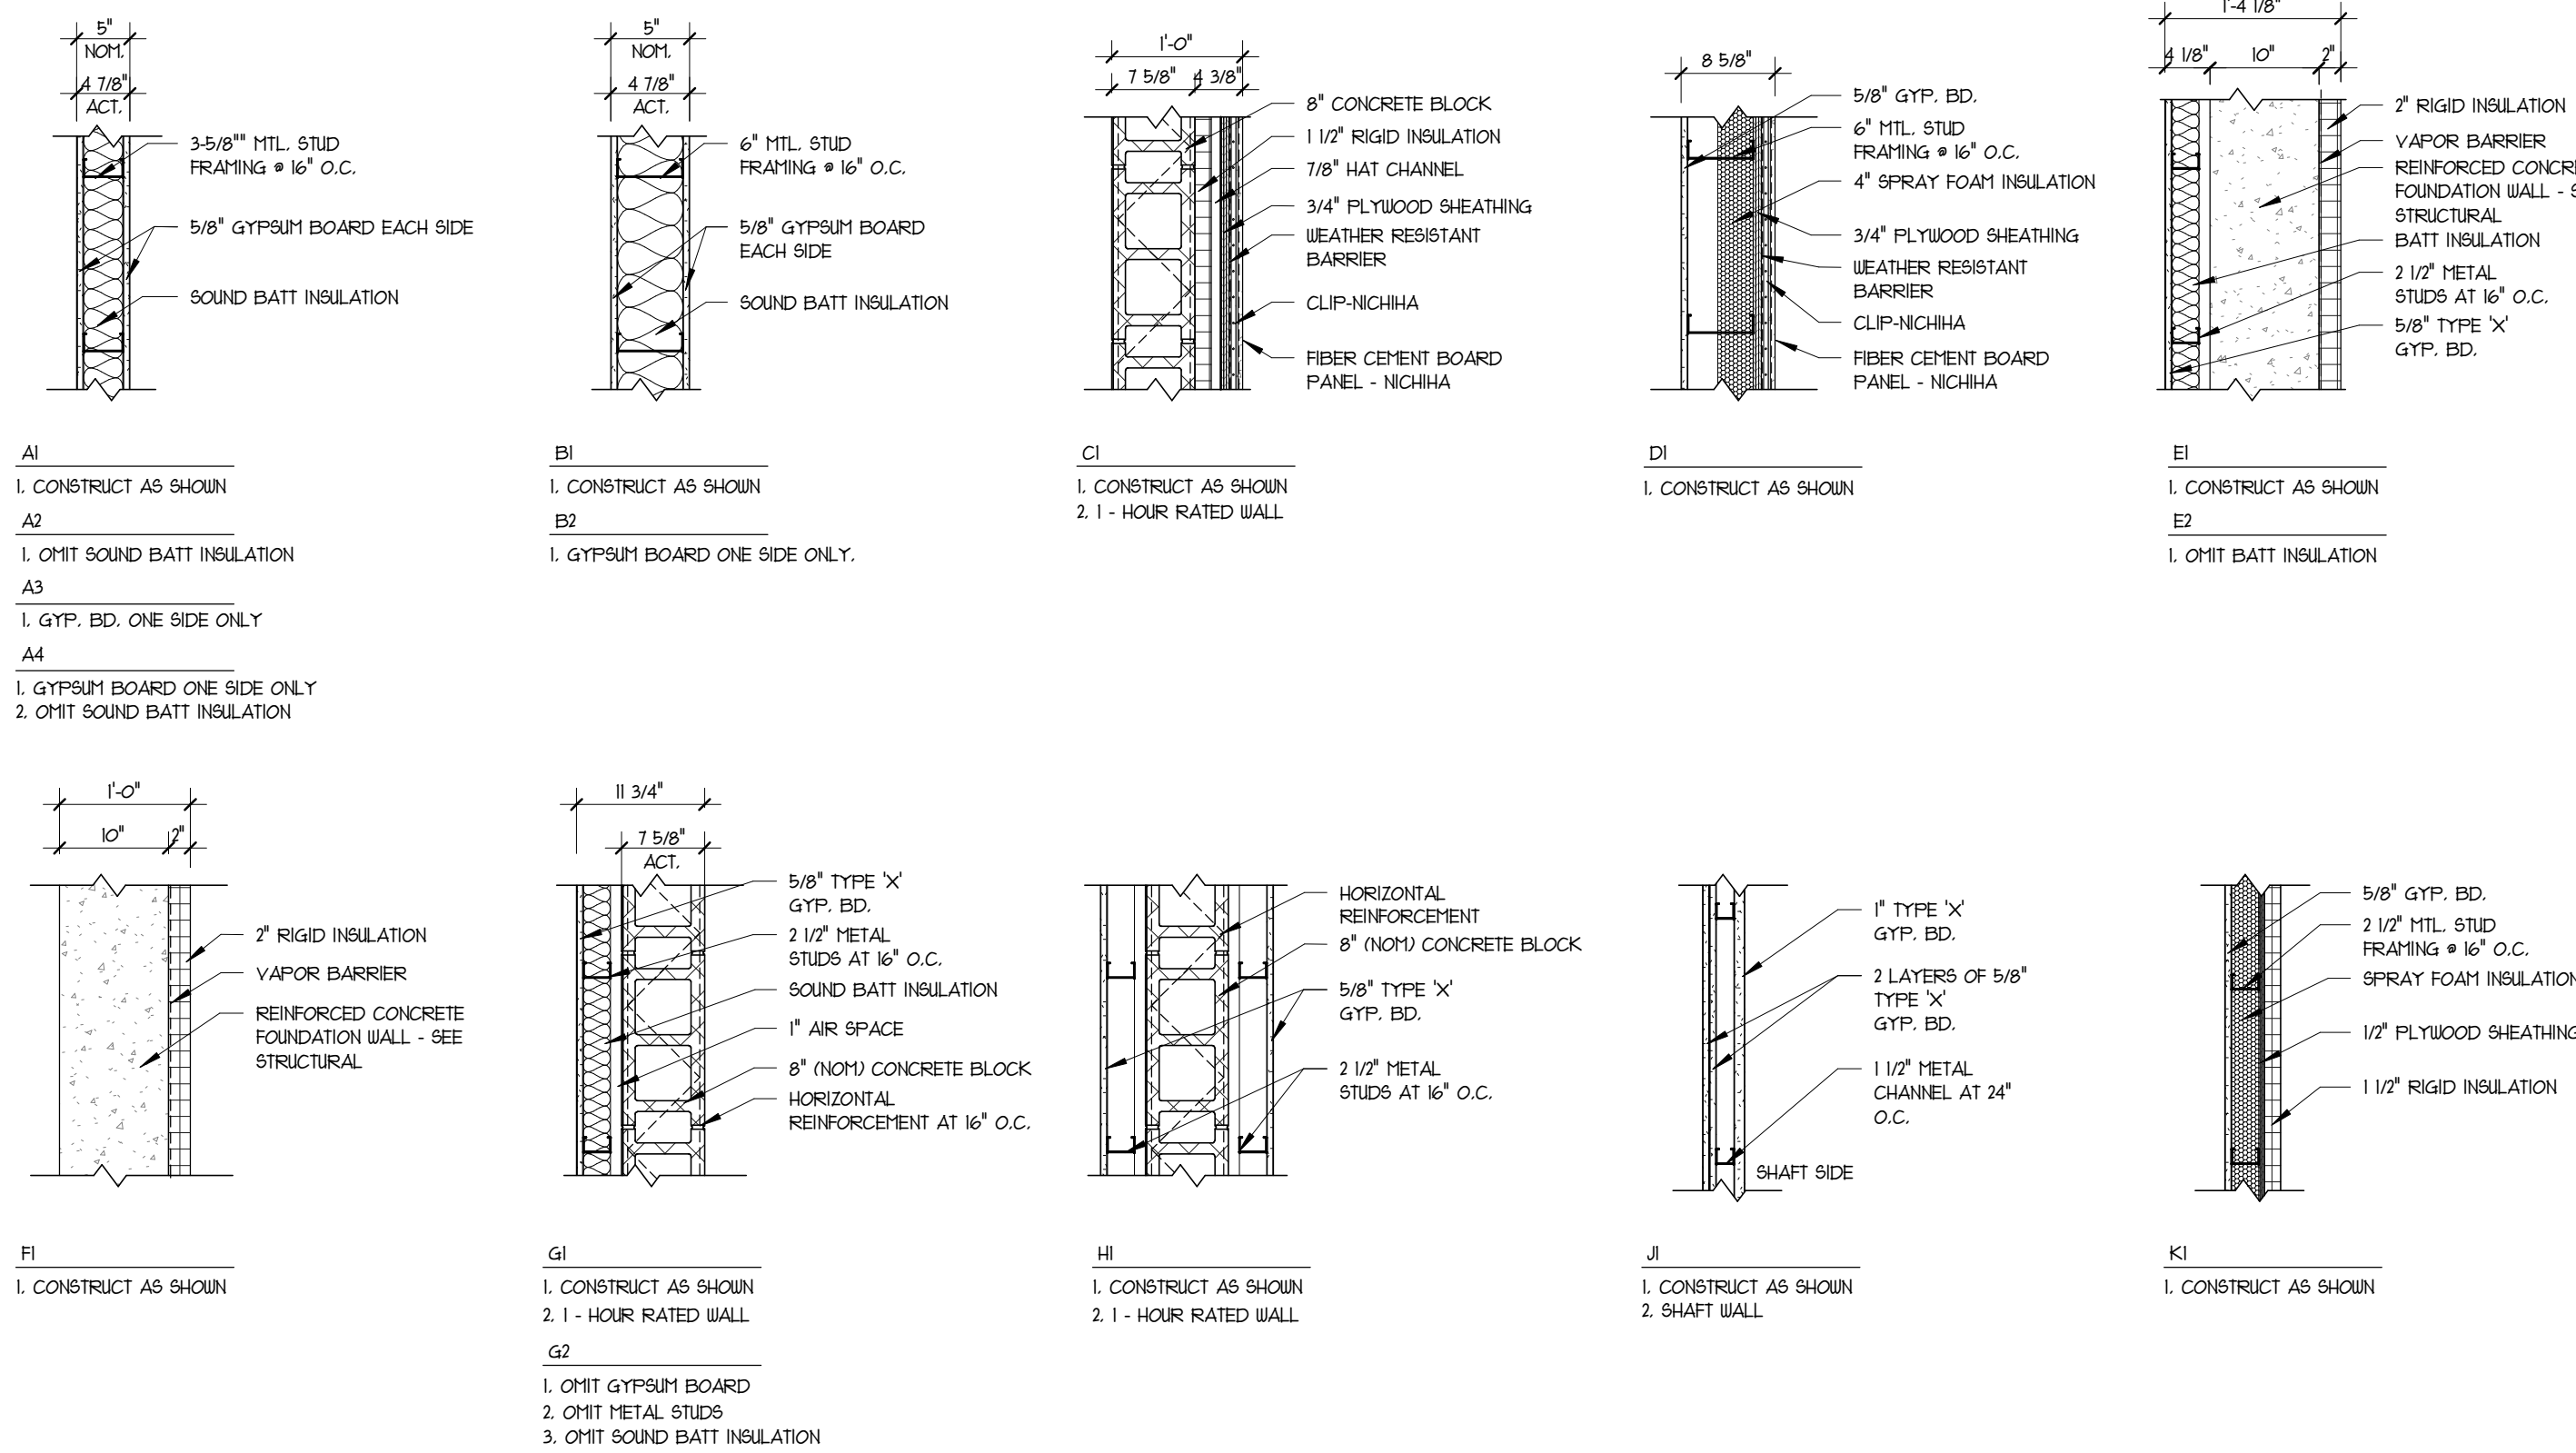 5"
NOM.
4 7/8"
ACT.
3-5/8"" MTL. STUD
FRAMING @ 16" O.C.
5/8" GYPSUM BOARD EACH SIDE
SOUND BATT INSULATION
A1
1. CONSTRUCT AS SHOWN
A2
1. OMIT SOUND BATT INSULATION
A3
1. GYP. BD. ONE SIDE ONLY
A4
1. GYPSUM BOARD ONE SIDE ONLY
2. OMIT SOUND BATT INSULATION
5"
NOM.
4 7/8"
ACT.
6" MTL. STUD
FRAMING @ 16" O.C.
5/8" GYPSUM BOARD
EACH SIDE
SOUND BATT INSULATION
B1
1. CONSTRUCT AS SHOWN
B2
1. GYPSUM BOARD ONE SIDE ONLY.
1'-0"
7 5/8" 4 3/8"
8" CONCRETE BLOCK
1 1/2" RIGID INSULATION
7/8" HAT CHANNEL
3/4" PLYWOOD SHEATHING
WEATHER RESISTANT
BARRIER
CLIP-NICHIHA
FIBER CEMENT BOARD
PANEL - NICHIHA
C1
1. CONSTRUCT AS SHOWN
2. 1 - HOUR RATED WALL
8 5/8"
5/8" GYP. BD.
6" MTL. STUD
FRAMING @ 16" O.C.
4" SPRAY FOAM INSULATION
3/4" PLYWOOD SHEATHING
WEATHER RESISTANT
BARRIER
CLIP-NICHIHA
FIBER CEMENT BOARD
PANEL - NICHIHA
D1
1. CONSTRUCT AS SHOWN
1'-4 1/8"
4 1/8" 10" 2"
2" RIGID INSULATION
VAPOR BARRIER
REINFORCED CONCRE
FOUNDATION WALL - S
STRUCTURAL
BATT INSULATION
2 1/2" METAL
STUDS AT 16" O.C.
5/8" TYPE 'X'
GYP. BD.
E1
1. CONSTRUCT AS SHOWN
E2
1. OMIT BATT INSULATION
1'-0"
10" 2"
2" RIGID INSULATION
VAPOR BARRIER
REINFORCED CONCRETE
FOUNDATION WALL - SEE
STRUCTURAL
F1
1. CONSTRUCT AS SHOWN
11 3/4"
7 5/8"
ACT.
5/8" TYPE 'X'
GYP. BD.
2 1/2" METAL
STUDS AT 16" O.C.
SOUND BATT INSULATION
1" AIR SPACE
8" (NOM) CONCRETE BLOCK
HORIZONTAL
REINFORCEMENT AT 16" O.C.
G1
1. CONSTRUCT AS SHOWN
2. 1 - HOUR RATED WALL
G2
1. OMIT GYPSUM BOARD
2. OMIT METAL STUDS
3. OMIT SOUND BATT INSULATION
HORIZONTAL
REINFORCEMENT
8" (NOM) CONCRETE BLOCK
5/8" TYPE 'X'
GYP. BD.
2 1/2" METAL
STUDS AT 16" O.C.
H1
1. CONSTRUCT AS SHOWN
2. 1 - HOUR RATED WALL
1" TYPE 'X'
GYP. BD.
2 LAYERS OF 5/8"
TYPE 'X'
GYP. BD.
1 1/2" METAL
CHANNEL AT 24"
O.C.
SHAFT SIDE
J1
1. CONSTRUCT AS SHOWN
2. SHAFT WALL
5/8" GYP. BD.
2 1/2" MTL. STUD
FRAMING @ 16" O.C.
SPRAY FOAM INSULATION
1/2" PLYWOOD SHEATHING
1 1/2" RIGID INSULATION
K1
1. CONSTRUCT AS SHOWN